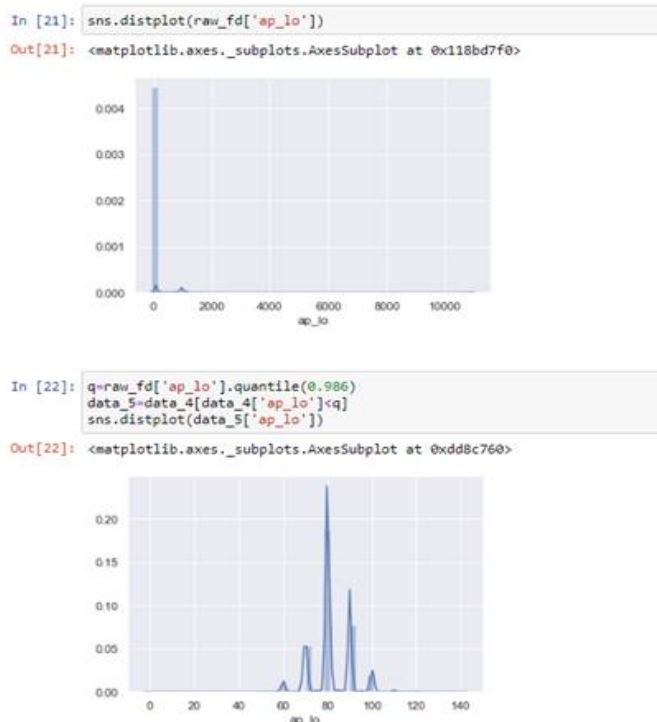 In [21]: sns.distplot(raw_fd['ap_lo'])
Out[21]: <matplotlib.axes._subplots.AxesSubplot at 0x118bd7f0>
0.004
0.003
0.002
0.001
0.000
0 2000 4000 6000 8000 10000
ap_lo
In [22]: q=raw_fd['ap_lo'].quantile(0.986)
data_5=data_4[data_4['ap_lo']<q]
sns.distplot(data_5['ap_lo'])
Out[22]: <matplotlib.axes._subplots.AxesSubplot at 0xdd8c760>
0.20
0.15
0.10
0.05
0.00
0 20 40 60 80 100 120 140
ap_lo